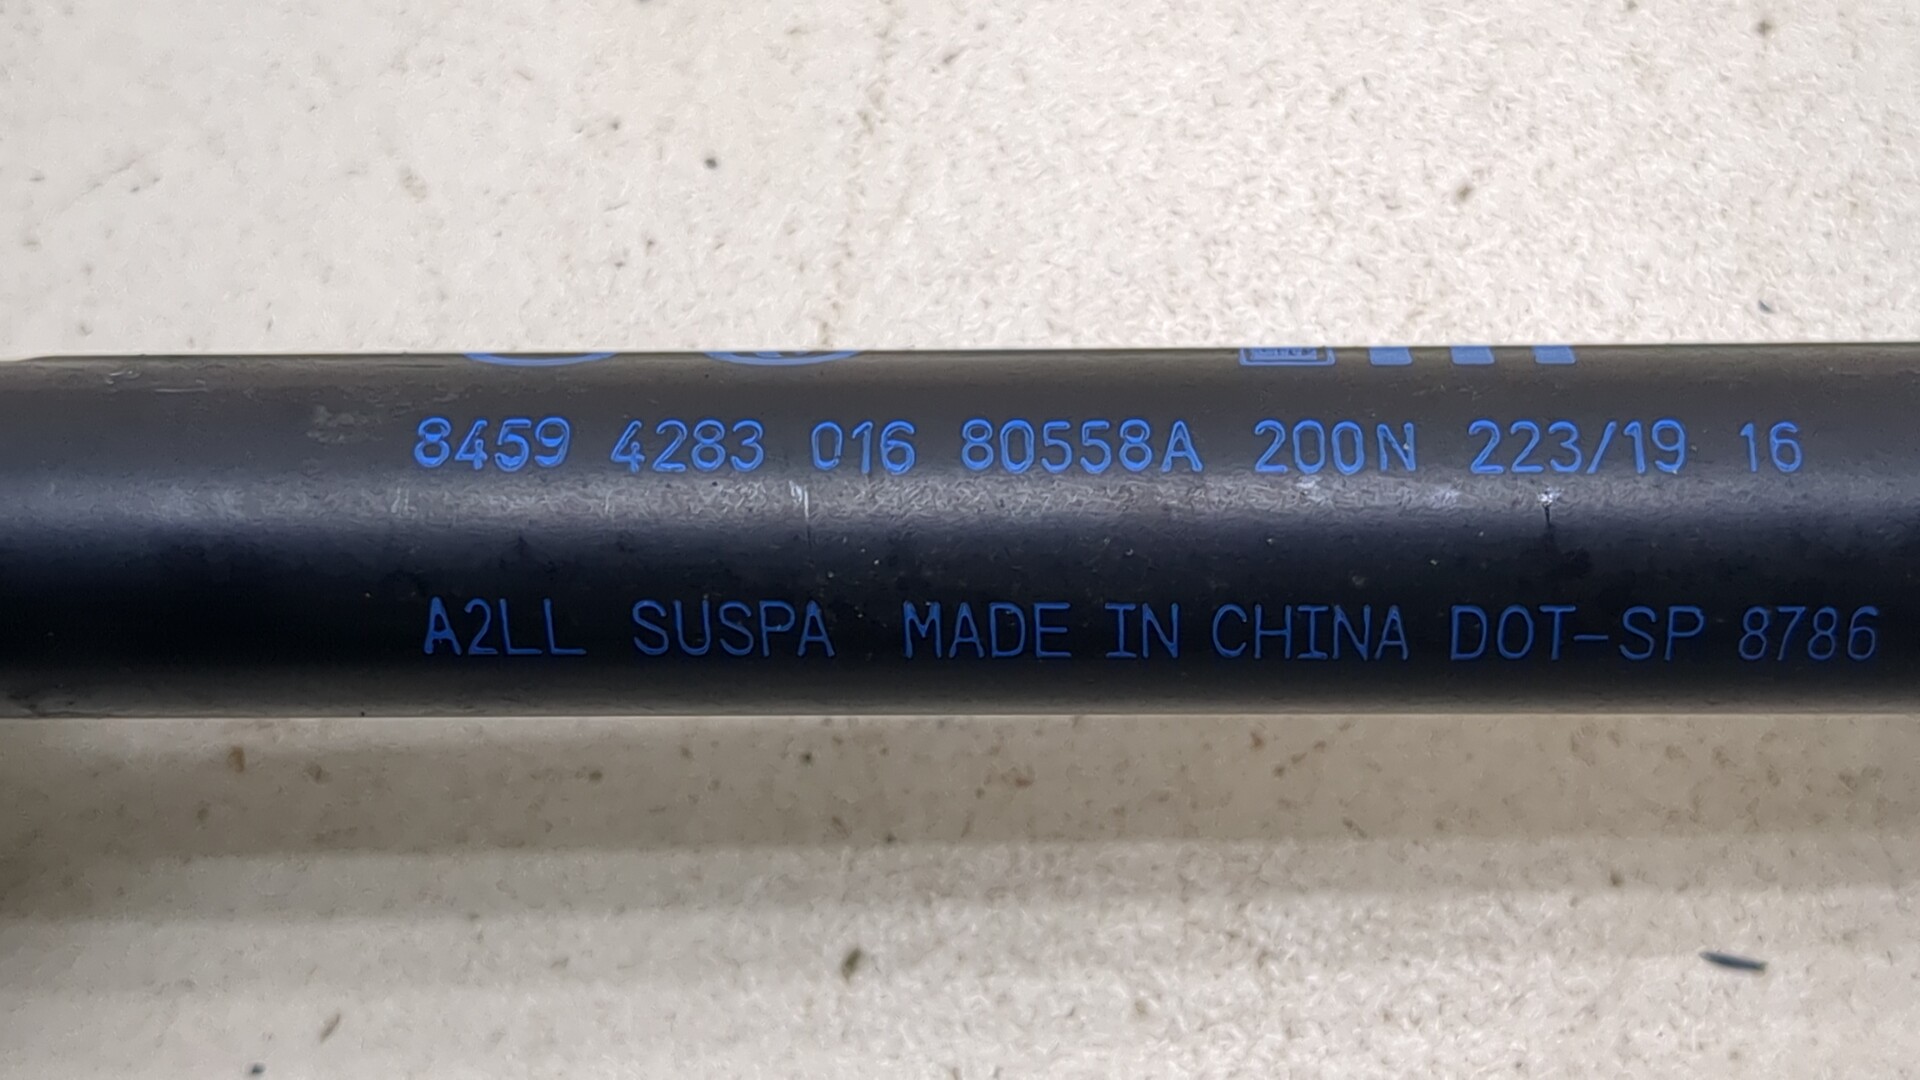 8459 4283 016 80558A 200N 223/19 16
A2LL SUSPA MADE IN CHINA DOT-SP 8786